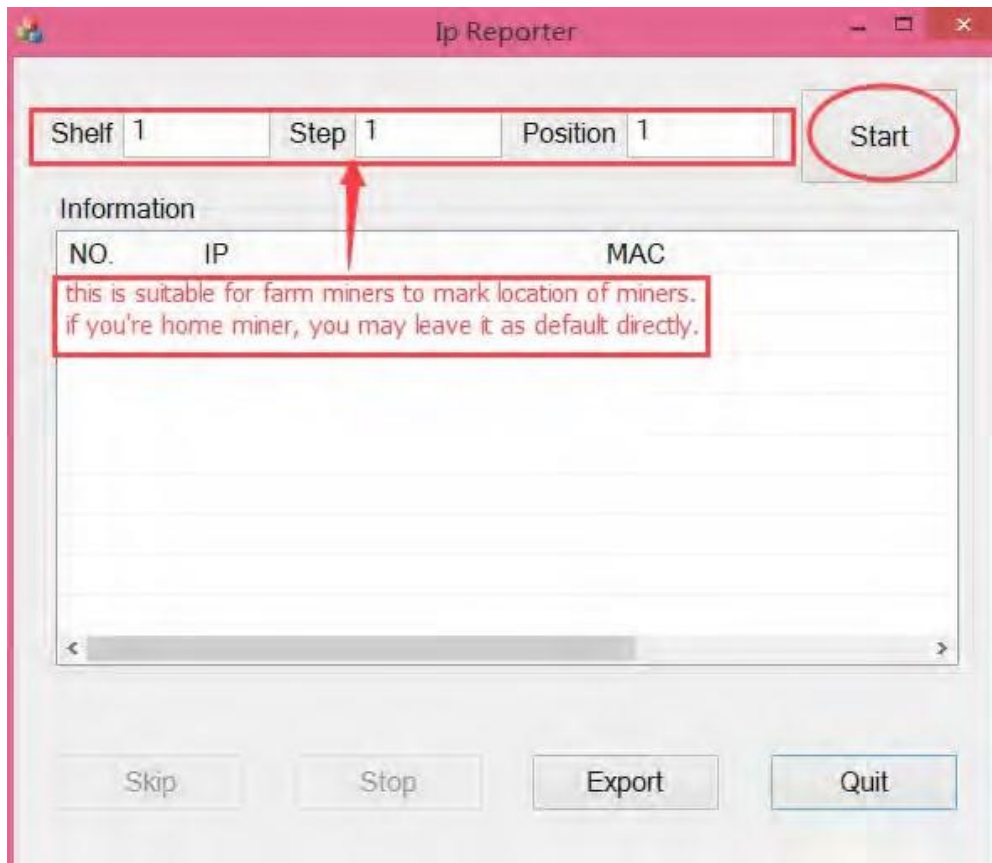 Ip Reporter
Shelf 1 Step 1 Position 1 Start
Information
NO. IP MAC
this is suitable for farm miners to mark location of miners.
if you're home miner, you may leave it as default directly.
Skip Stop Export Quit